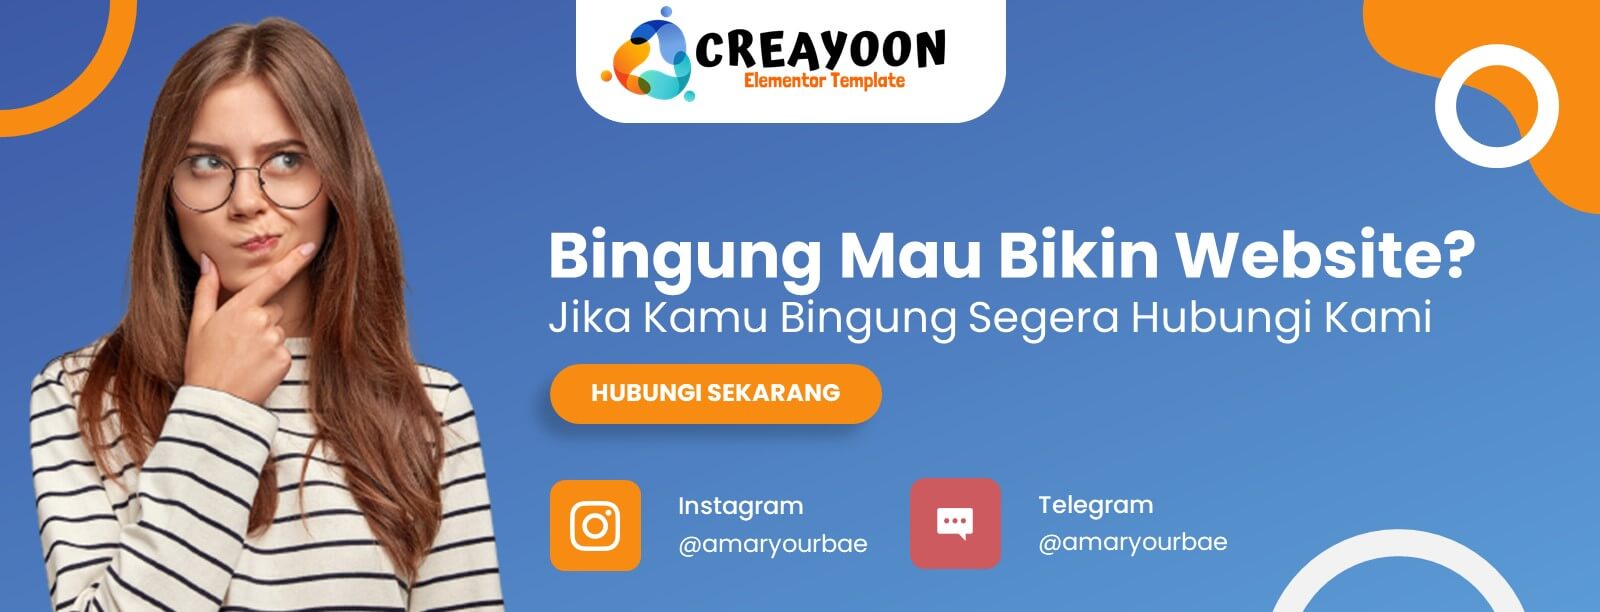 CREAYOON
Elementor Template
Bingung Mau Bikin Website?
Jika Kamu Bingung Segera Hubungi Kami
HUBUNGI SEKARANG
Instagram
@amaryourbae
Telegram
@amaryourbae